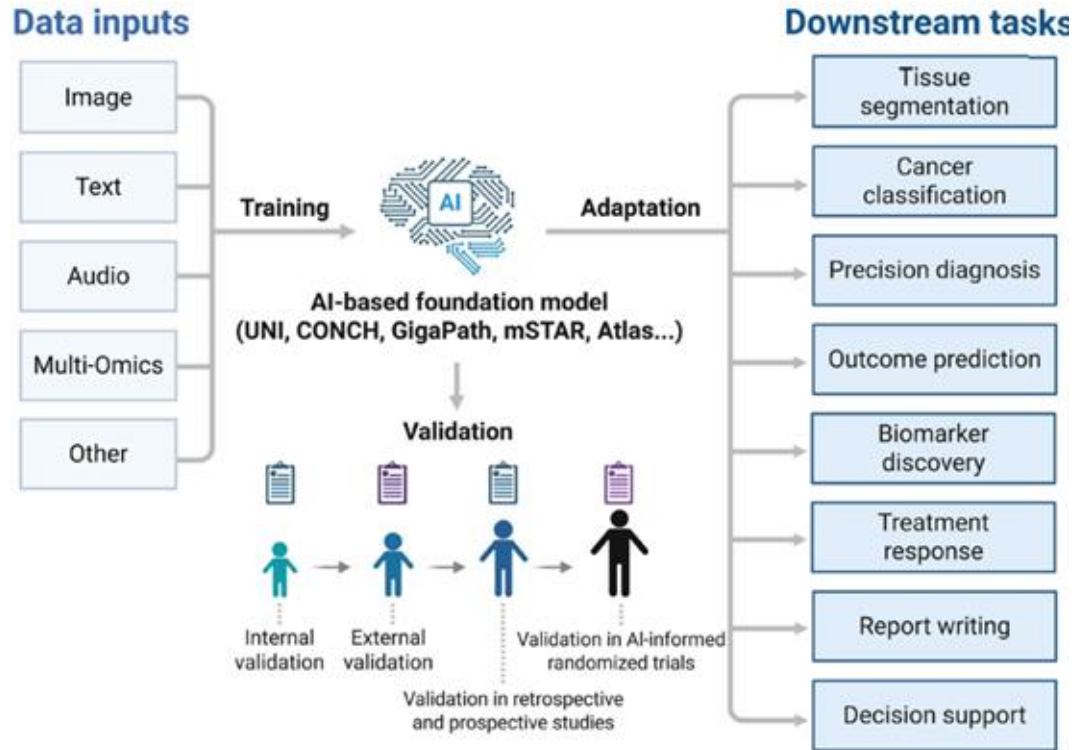 Data inputs
Image
Text
Audio
Multi-Omics
Other
Training
AI
Adaptation
AI-based foundation model
(UNI, CONCH, GigaPath, mSTAR, Atlas...)
Validation
Internal
validation
External
validation
Validation in retrospective
and prospective studies
Validation in AI-informed
randomized trials
Downstream tasks
Tissue
segmentation
Cancer
classification
Precision diagnosis
Outcome prediction
Biomarker
discovery
Treatment
response
Report writing
Decision support